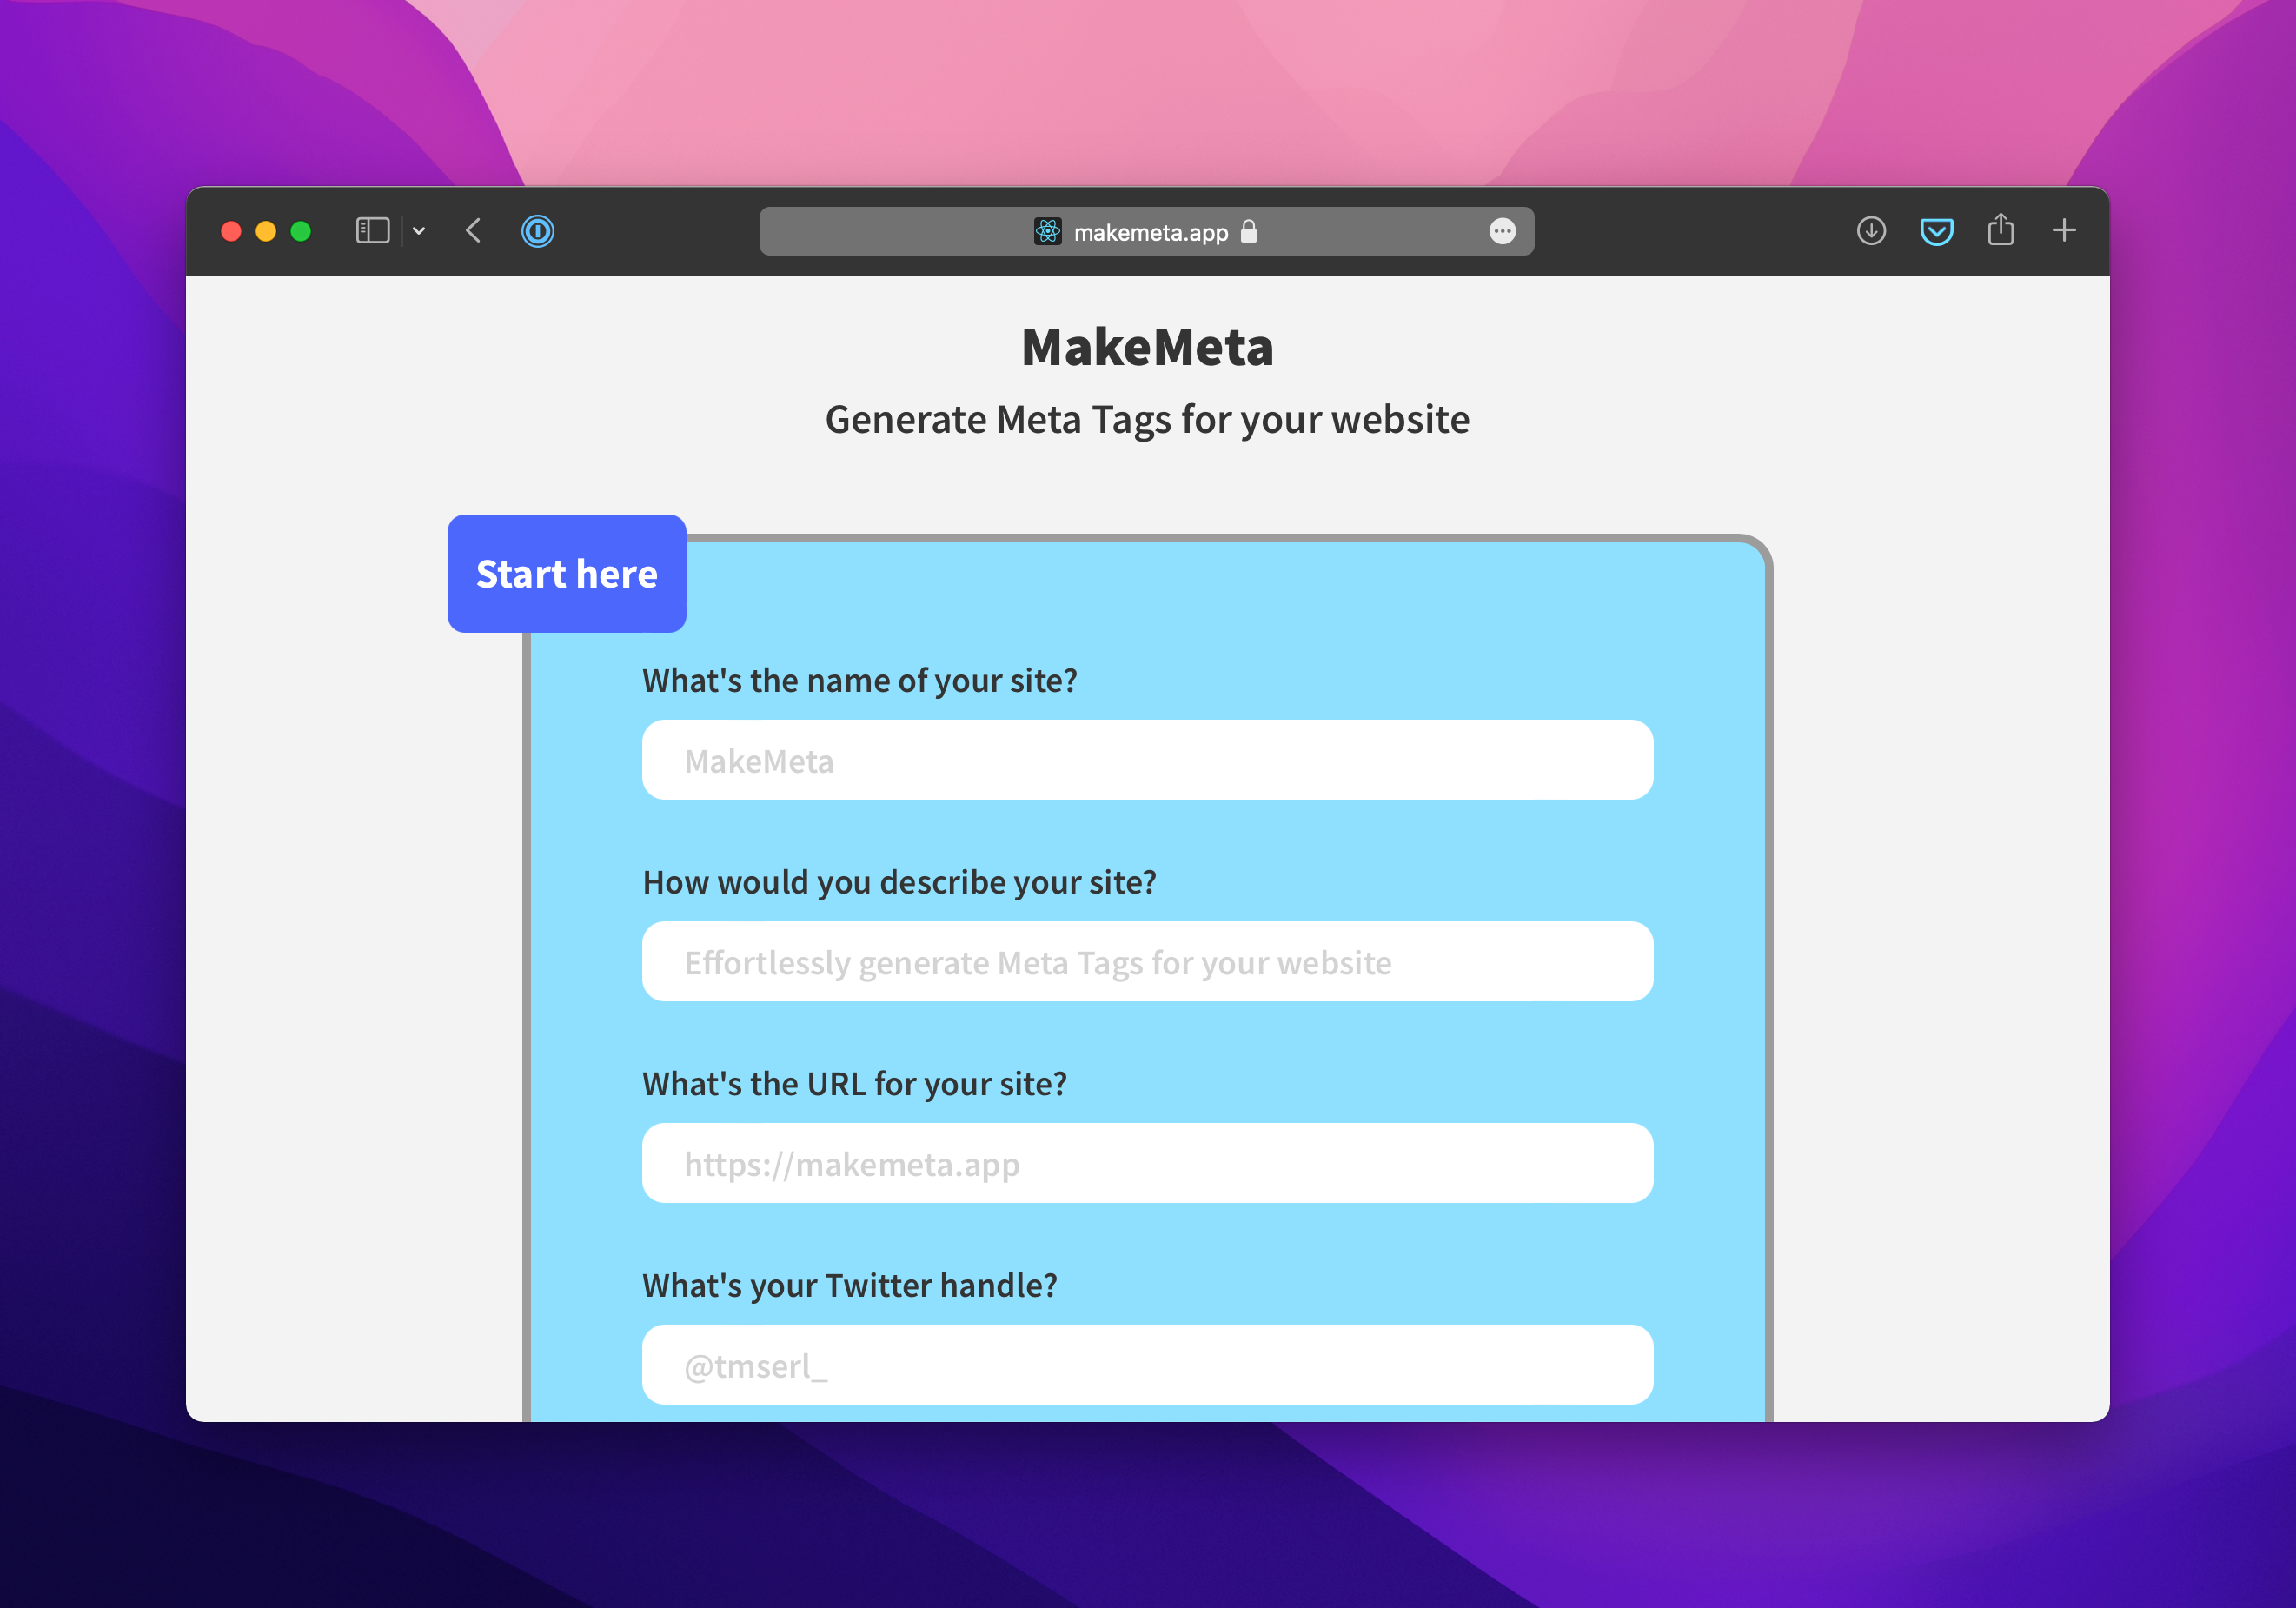 makemeta.app
MakeMeta
Generate Meta Tags for your website
Start here
What's the name of your site?
MakeMeta
How would you describe your site?
Effortlessly generate Meta Tags for your website
What's the URL for your site?
https://makemeta.app
What's your Twitter handle?
@tmserl_